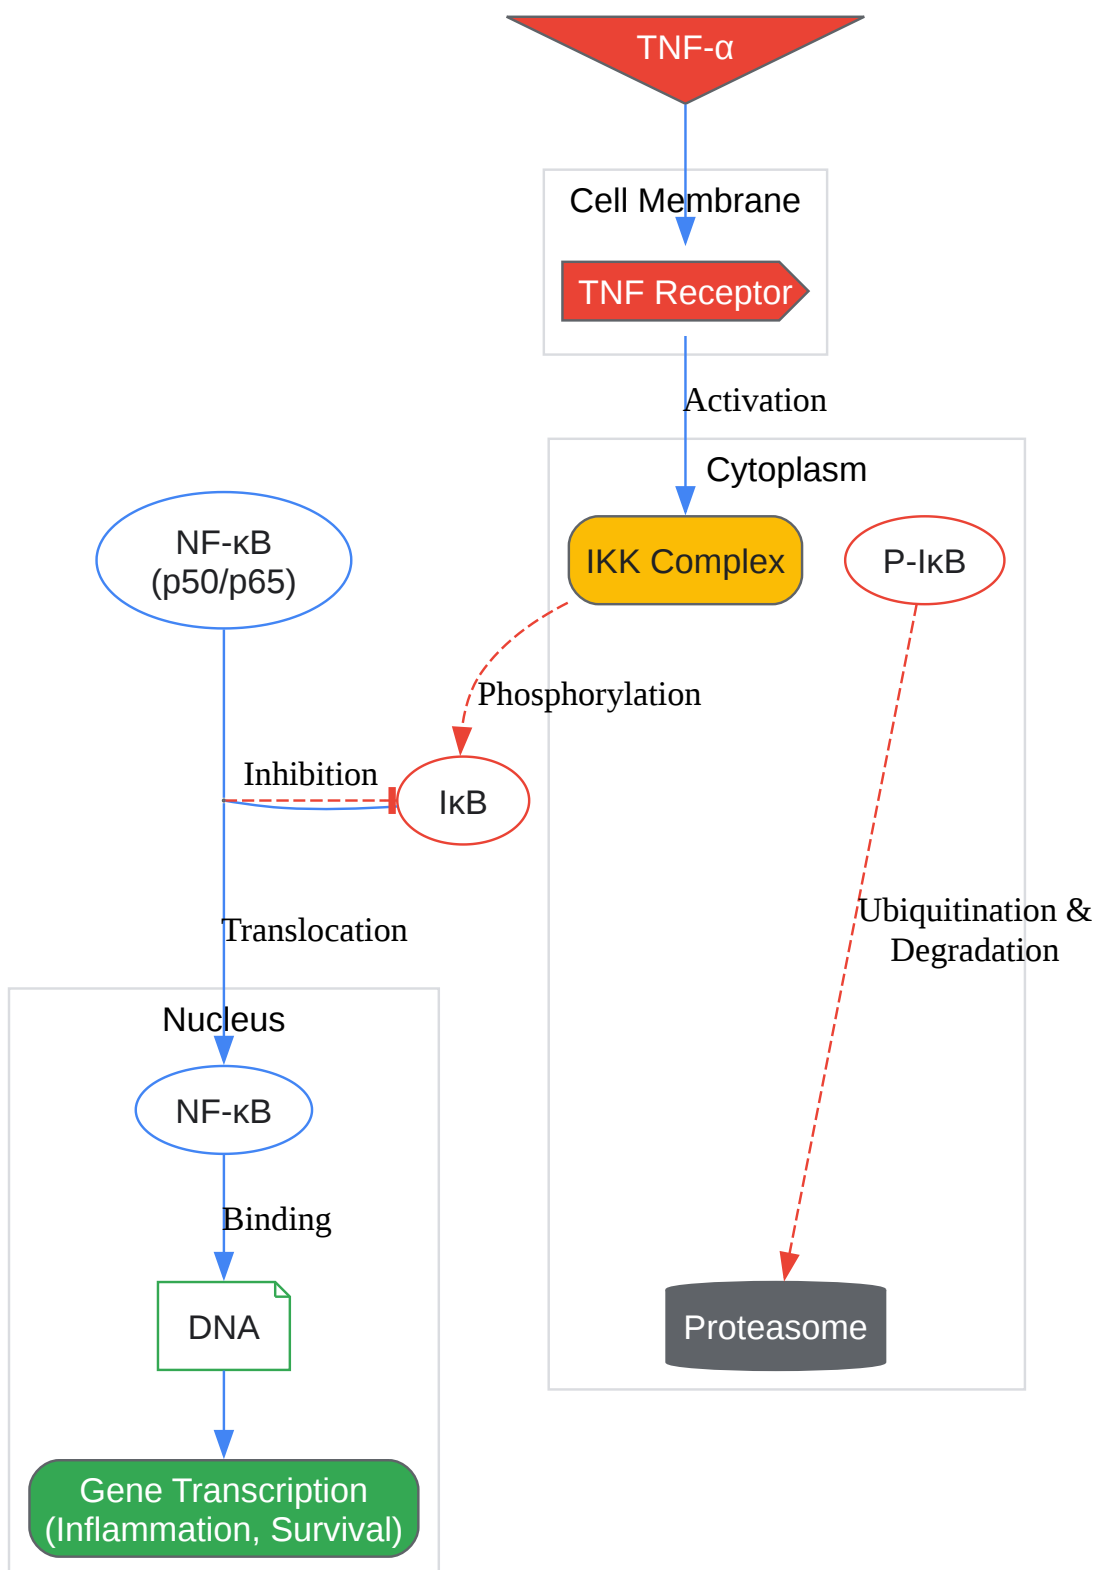 TNF-α
Cell Membrane
TNF Receptor
Activation
Cytoplasm
NF-κB
(p50/p65)
IKK Complex
P-IκB
Phosphorylation
Inhibition
IκB
Ubiquitination &
Degradation
Translocation
Nucleus
NF-κB
Binding
DNA
Proteasome
Gene Transcription
(Inflammation, Survival)